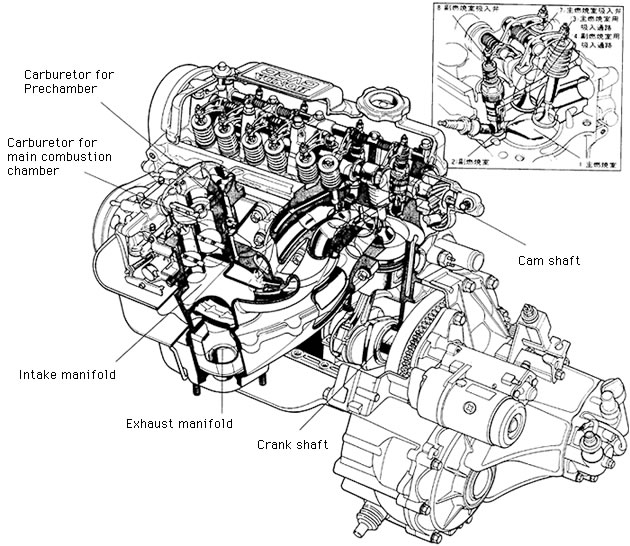 8 副燃焼室吸入弁
7 主燃焼室吸入弁
3 主燃焼室用
吸入通路
4 副燃焼室用
吸入通路
2 副燃焼室
1 主燃焼室
Carburetor for
Prechamber
Carburetor for
main combustion
chamber
Cam shaft
Intake manifold
Exhaust manifold
Crank shaft